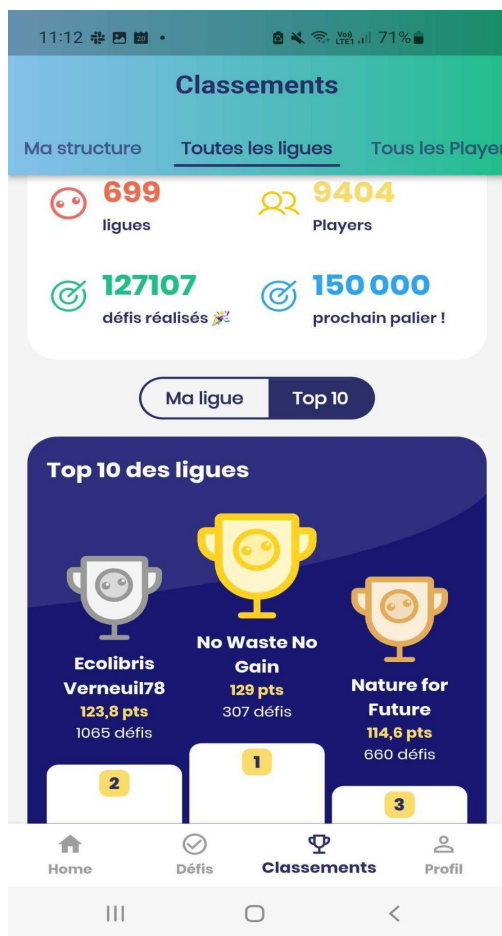 11:12
20
Vo))
LTE1
71%
Classements
Ma structure Toutes les ligues Tous les Player
699
ligues
9404
Players
127107
défis réalisés 🎉
150 000
prochain palier !
Ma ligue Top 10
Top 10 des ligues
No Waste No
Gain
129 pts
307 défis
1
Ecolibris
Verneuil78
123,8 pts
1065 défis
2
Nature for
Future
114,6 pts
660 défis
3
Home Défis Classements Profil